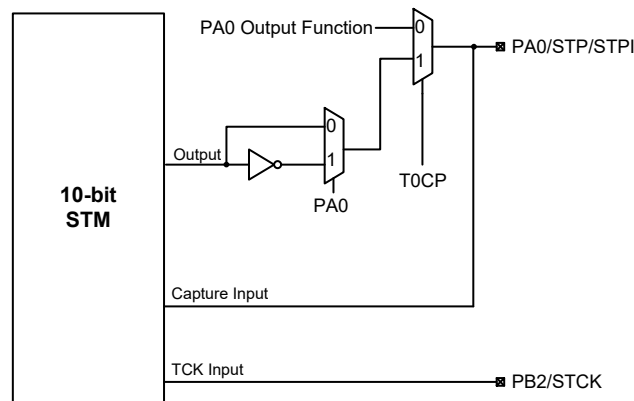 PA0 Output Function
0
1
PA0/STP/STPI
Output
0
1
T0CP
PA0
10-bit
STM
Capture Input
TCK Input
PB2/STCK